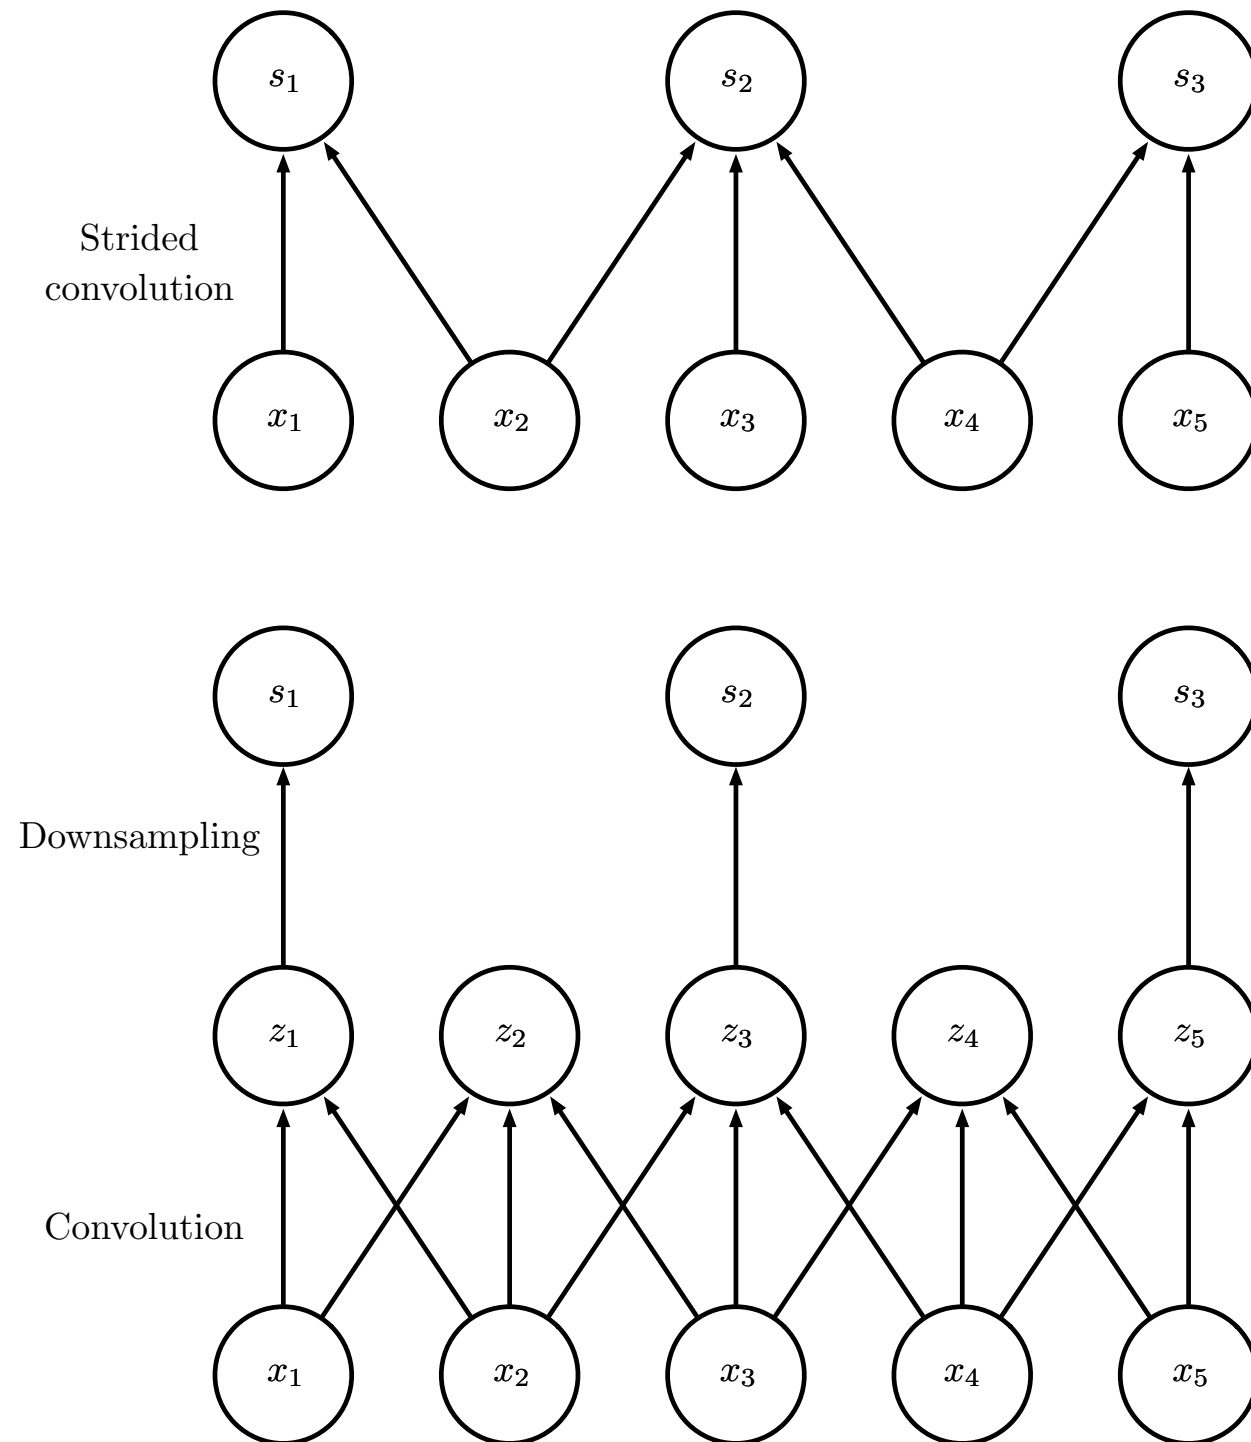 s₁ s₂ s₃
Strided
convolution
x₁ x₂ x₃ x₄ x₅
s₁ s₂ s₃
Downsampling
z₁ z₂ z₃ z₄ z₅
Convolution
x₁ x₂ x₃ x₄ x₅